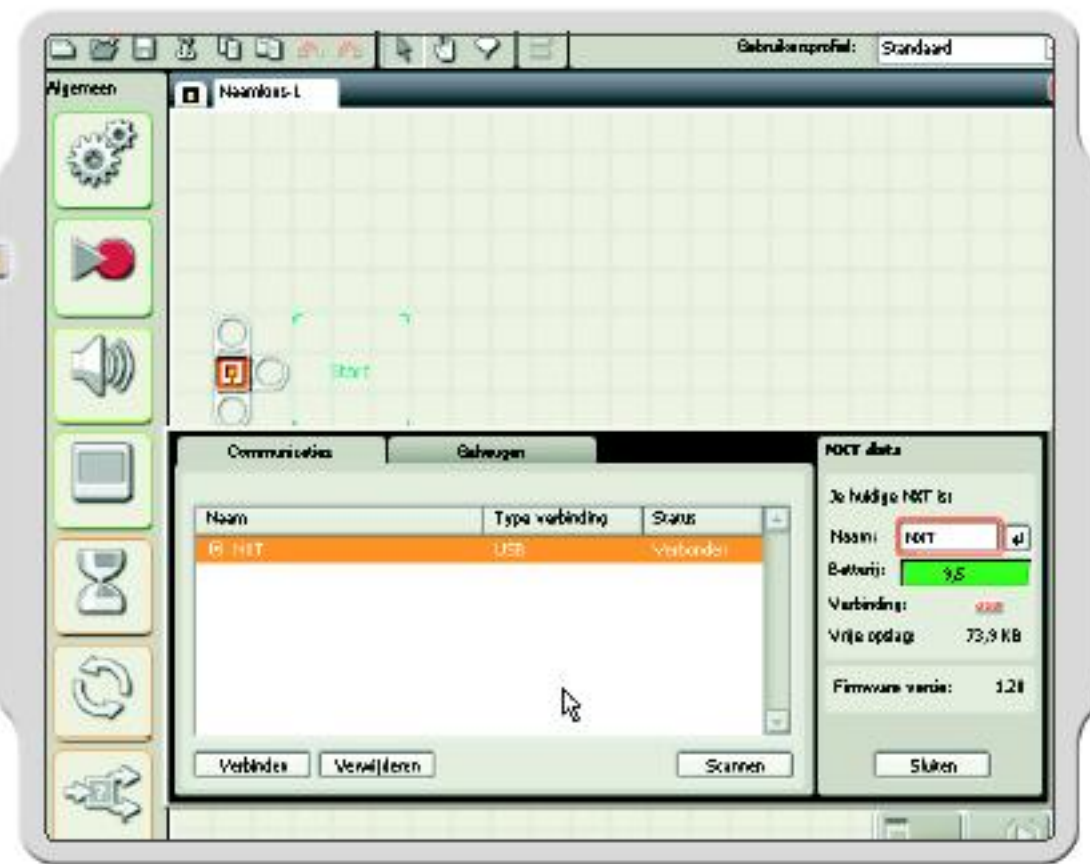 Gebruikersprofiel: Standaard
Algemeen
Naamloos-1
Start
Communicaties Geheugen
Naam Type verbinding Status
NXT USB Verbonden
Verbinden Verwijderen Scannen
NXT data
Je huidige NXT is:
Naam: NXT
Batterij: 9,5
Verbinding:
Vrije opslag: 73,9 KB
Firmware versie: 1.28
Sluiten